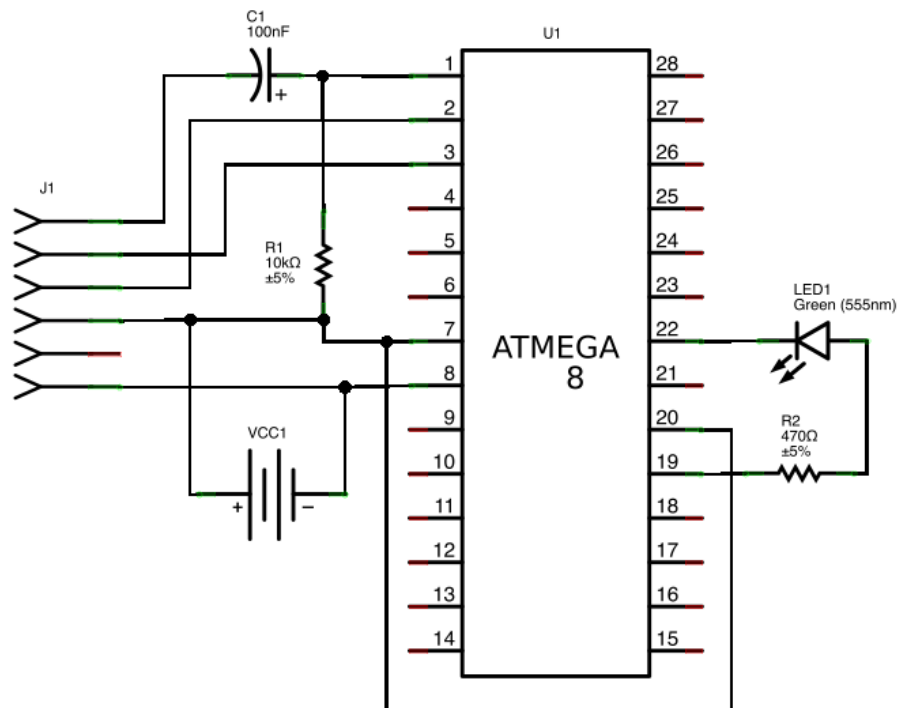 C1
100nF
+
U1
J1
R1
10kΩ
±5%
VCC1
+
−
1
2
3
4
5
6
7
8
9
10
11
12
13
14
ATMEGA
8
28
27
26
25
24
23
22
21
20
19
18
17
16
15
LED1
Green (555nm)
R2
470Ω
±5%